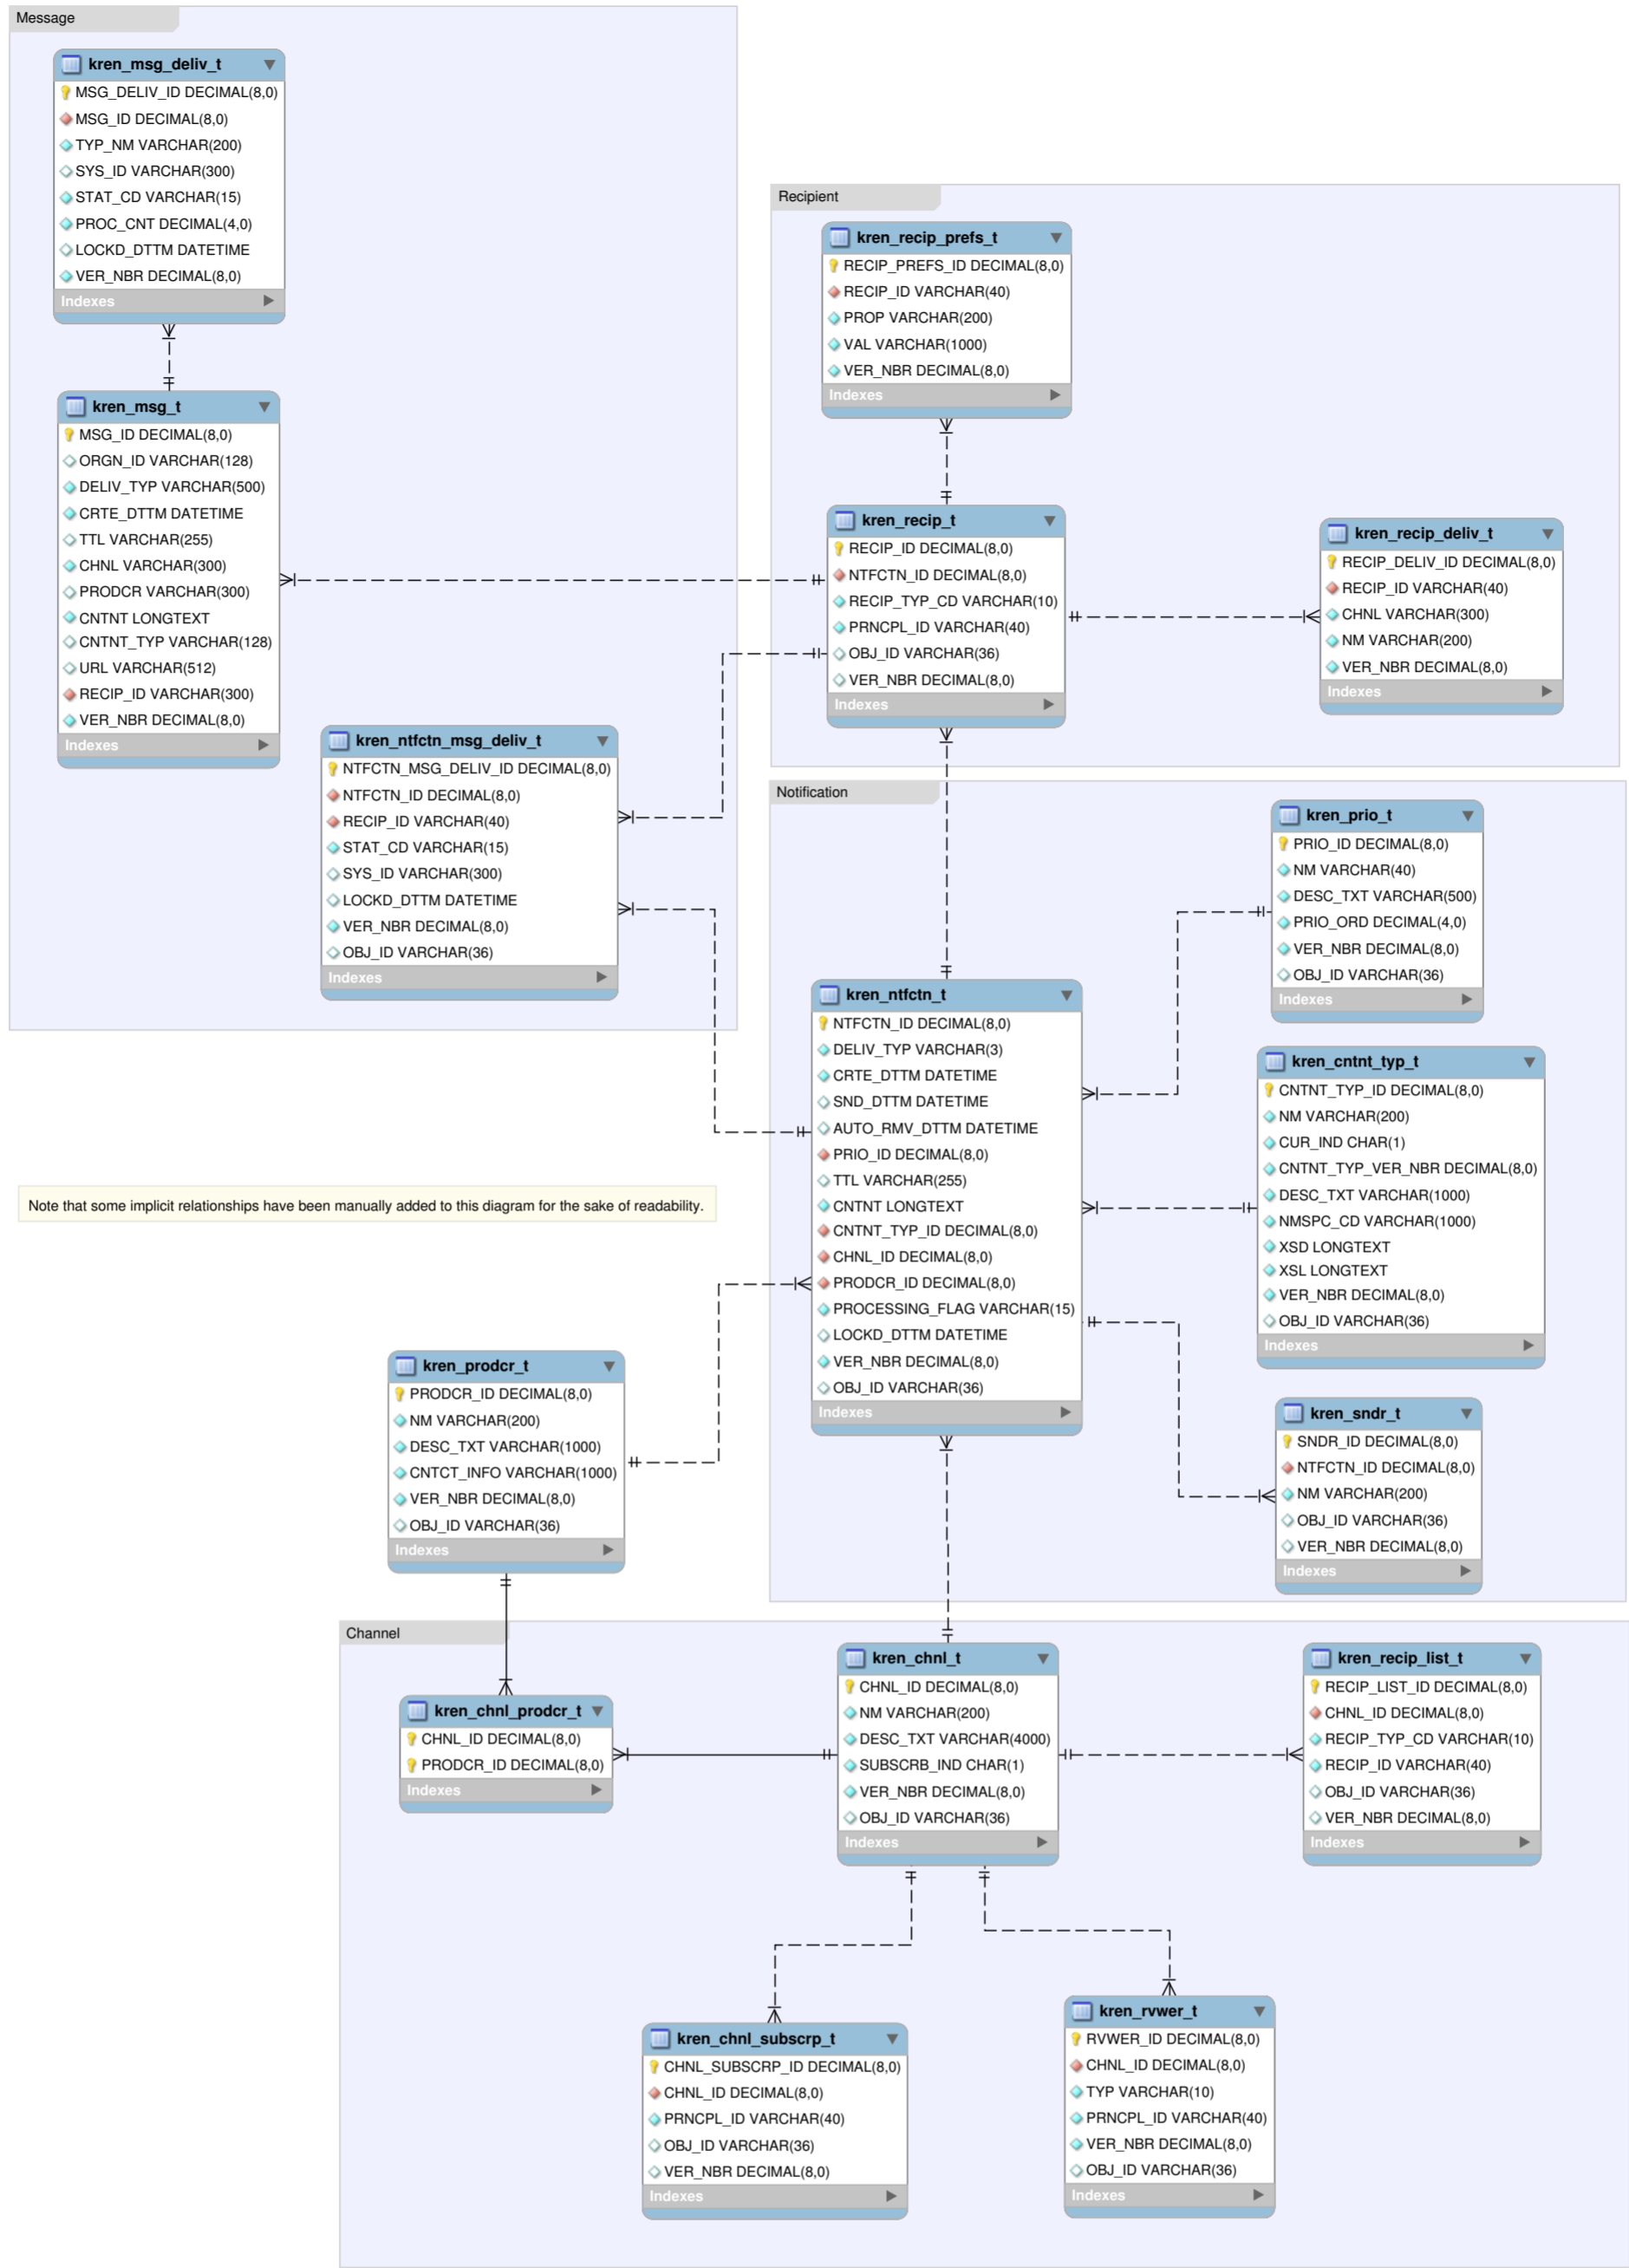 Message
kren_msg_deliv_t
MSG_DELIV_ID DECIMAL(8,0)
MSG_ID DECIMAL(8,0)
TYP_NM VARCHAR(200)
SYS_ID VARCHAR(300)
STAT_CD VARCHAR(15)
PROC_CNT DECIMAL(4,0)
LOCKD_DTTM DATETIME
VER_NBR DECIMAL(8,0)
Indexes
kren_msg_t
MSG_ID DECIMAL(8,0)
ORGN_ID VARCHAR(128)
DELIV_TYP VARCHAR(500)
CRTE_DTTM DATETIME
TTL VARCHAR(255)
CHNL VARCHAR(300)
PRODCR VARCHAR(300)
CNTNT LONGTEXT
CNTNT_TYP VARCHAR(128)
URL VARCHAR(512)
RECIP_ID VARCHAR(300)
VER_NBR DECIMAL(8,0)
Indexes
kren_ntfctn_msg_deliv_t
NTFCTN_MSG_DELIV_ID DECIMAL(8,0)
NTFCTN_ID DECIMAL(8,0)
RECIP_ID VARCHAR(40)
STAT_CD VARCHAR(15)
SYS_ID VARCHAR(300)
LOCKD_DTTM DATETIME
VER_NBR DECIMAL(8,0)
OBJ_ID VARCHAR(36)
Indexes
Recipient
kren_recip_prefs_t
RECIP_PREFS_ID DECIMAL(8,0)
RECIP_ID VARCHAR(40)
PROP VARCHAR(200)
VAL VARCHAR(1000)
VER_NBR DECIMAL(8,0)
Indexes
kren_recip_t
RECIP_ID DECIMAL(8,0)
NTFCTN_ID DECIMAL(8,0)
RECIP_TYP_CD VARCHAR(10)
PRNCPL_ID VARCHAR(40)
OBJ_ID VARCHAR(36)
VER_NBR DECIMAL(8,0)
Indexes
kren_recip_deliv_t
RECIP_DELIV_ID DECIMAL(8,0)
RECIP_ID VARCHAR(40)
CHNL VARCHAR(300)
NM VARCHAR(200)
VER_NBR DECIMAL(8,0)
Indexes
Notification
kren_prio_t
PRIO_ID DECIMAL(8,0)
NM VARCHAR(40)
DESC_TXT VARCHAR(500)
PRIO_ORD DECIMAL(4,0)
VER_NBR DECIMAL(8,0)
OBJ_ID VARCHAR(36)
Indexes
kren_ntfctn_t
NTFCTN_ID DECIMAL(8,0)
DELIV_TYP VARCHAR(3)
CRTE_DTTM DATETIME
SND_DTTM DATETIME
AUTO_RMV_DTTM DATETIME
PRIO_ID DECIMAL(8,0)
TTL VARCHAR(255)
CNTNT LONGTEXT
CNTNT_TYP_ID DECIMAL(8,0)
CHNL_ID DECIMAL(8,0)
PRODCR_ID DECIMAL(8,0)
PROCESSING_FLAG VARCHAR(15)
LOCKD_DTTM DATETIME
VER_NBR DECIMAL(8,0)
OBJ_ID VARCHAR(36)
Indexes
kren_cntnt_typ_t
CNTNT_TYP_ID DECIMAL(8,0)
NM VARCHAR(200)
CUR_IND CHAR(1)
CNTNT_TYP_VER_NBR DECIMAL(8,0)
DESC_TXT VARCHAR(1000)
NMSPC_CD VARCHAR(1000)
XSD LONGTEXT
XSL LONGTEXT
VER_NBR DECIMAL(8,0)
OBJ_ID VARCHAR(36)
Indexes
kren_sndr_t
SNDR_ID DECIMAL(8,0)
NTFCTN_ID DECIMAL(8,0)
NM VARCHAR(200)
OBJ_ID VARCHAR(36)
VER_NBR DECIMAL(8,0)
Indexes
Note that some implicit relationships have been manually added to this diagram for the sake of readability.
kren_prodcr_t
PRODCR_ID DECIMAL(8,0)
NM VARCHAR(200)
DESC_TXT VARCHAR(1000)
CNTCT_INFO VARCHAR(1000)
VER_NBR DECIMAL(8,0)
OBJ_ID VARCHAR(36)
Indexes
Channel
kren_chnl_prodcr_t
CHNL_ID DECIMAL(8,0)
PRODCR_ID DECIMAL(8,0)
Indexes
kren_chnl_t
CHNL_ID DECIMAL(8,0)
NM VARCHAR(200)
DESC_TXT VARCHAR(4000)
SUBSCRB_IND CHAR(1)
VER_NBR DECIMAL(8,0)
OBJ_ID VARCHAR(36)
Indexes
kren_recip_list_t
RECIP_LIST_ID DECIMAL(8,0)
CHNL_ID DECIMAL(8,0)
RECIP_TYP_CD VARCHAR(10)
RECIP_ID VARCHAR(40)
OBJ_ID VARCHAR(36)
VER_NBR DECIMAL(8,0)
Indexes
kren_chnl_subscrp_t
CHNL_SUBSCRP_ID DECIMAL(8,0)
CHNL_ID DECIMAL(8,0)
PRNCPL_ID VARCHAR(40)
OBJ_ID VARCHAR(36)
VER_NBR DECIMAL(8,0)
Indexes
kren_rvwer_t
RVWER_ID DECIMAL(8,0)
CHNL_ID DECIMAL(8,0)
TYP VARCHAR(10)
PRNCPL_ID VARCHAR(40)
VER_NBR DECIMAL(8,0)
OBJ_ID VARCHAR(36)
Indexes